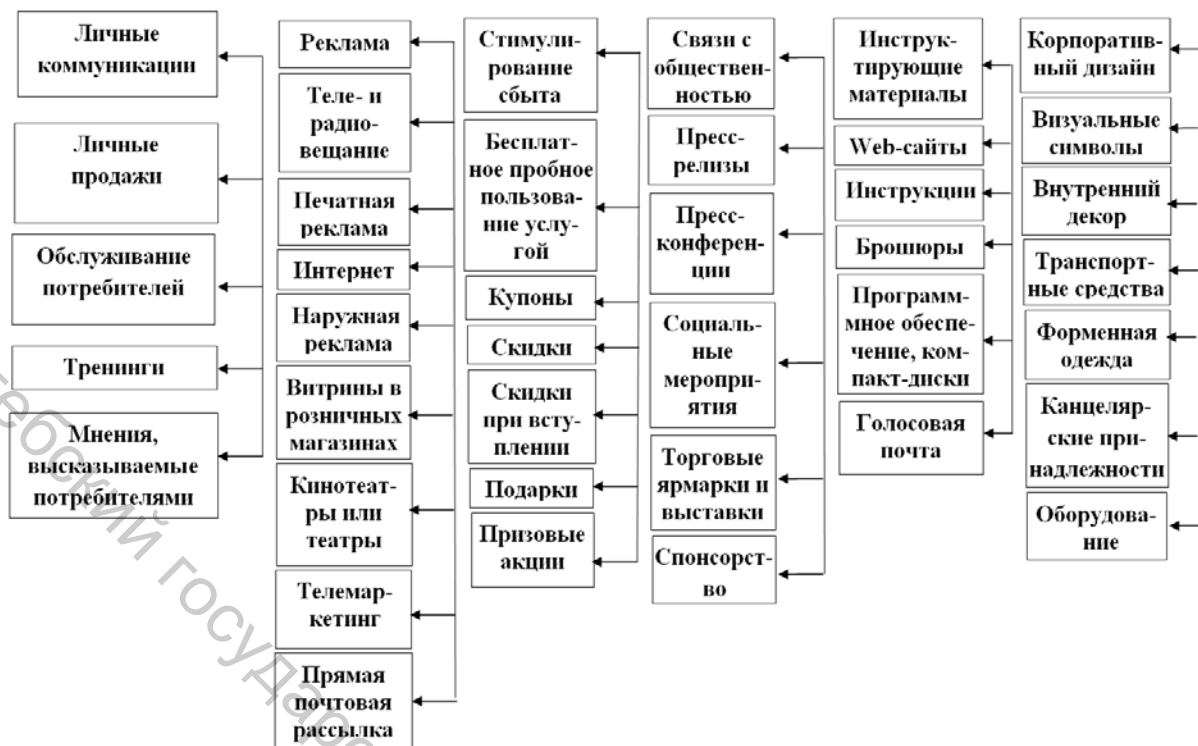 Личные
коммуникации
Личные
продажи
Обслуживание
потребителей
Тренинги
Мнения,
высказываемые
потребителями
Реклама
Теле- и
радио-
вещание
Печатная
реклама
Интернет
Наружная
реклама
Витрины в
розничных
магазинах
Кинотеат-
ры или
театры
Телемар-
кетинг
Прямая
почтовая
рассылка
Стимули-
рование
сбыта
Бесплат-
ное пробное
пользова-
ние услу-
гой
Купоны
Скидки
Скидки
при всту-
плении
Подарки
Призовые
акции
Связи с
обществен-
ностью
Пресс-
релизы
Пресс-
конферен-
ции
Социаль-
ные
меропри-
ятия
Торговые
ярмарки и
выставки
Спонсорст-
во
Инструк-
тирующие
материалы
Web-сайты
Инструкции
Брошюры
Програм-
мное обеспе-
чение, ком-
пакт-диски
Голосовая
почта
Корпоратив-
ный дизайн
Визуальные
символы
Внутренний
декор
Транспорт-
ные средства
Форменная
одежда
Канцеляр-
ские при-
надлежности
Оборудова-
ние